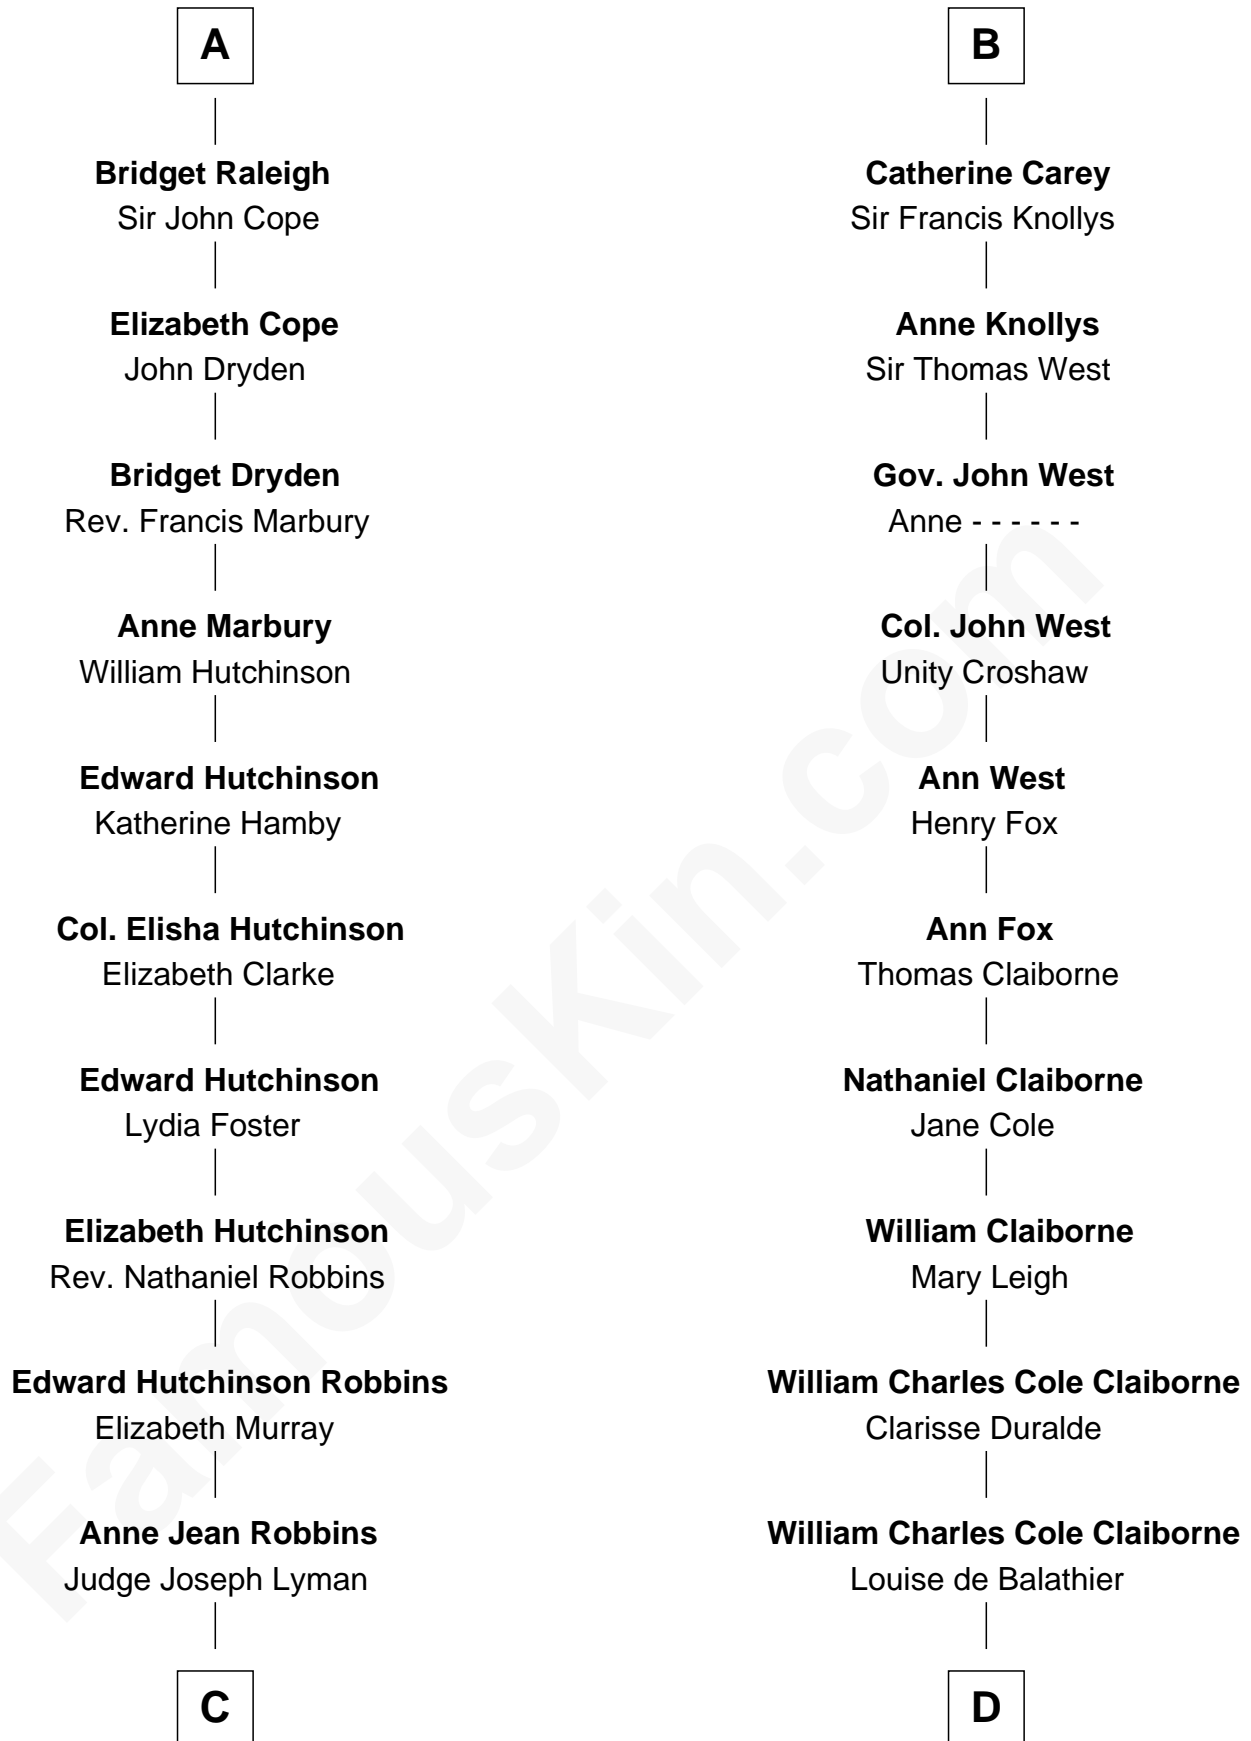 A
Bridget Raleigh
Sir John Cope
Elizabeth Cope
John Dryden
Bridget Dryden
Rev. Francis Marbury
Anne Marbury
William Hutchinson
Edward Hutchinson
Katherine Hamby
Col. Elisha Hutchinson
Elizabeth Clarke
Edward Hutchinson
Lydia Foster
Elizabeth Hutchinson
Rev. Nathaniel Robbins
Edward Hutchinson Robbins
Elizabeth Murray
Anne Jean Robbins
Judge Joseph Lyman
C
B
Catherine Carey
Sir Francis Knollys
Anne Knollys
Sir Thomas West
Gov. John West
Anne - - - - - -
Col. John West
Unity Croshaw
Ann West
Henry Fox
Ann Fox
Thomas Claiborne
Nathaniel Claiborne
Jane Cole
William Claiborne
Mary Leigh
William Charles Cole Claiborne
Clarisse Duralde
William Charles Cole Claiborne
Louise de Balathier
D
FamousKin.com